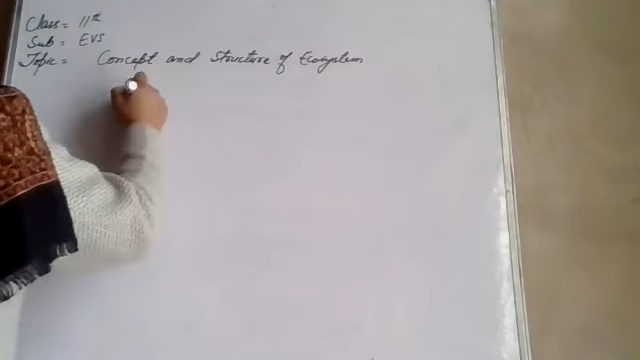 Class = 11th
Sub = EVS
Topic = Concept and Structure of Ecosystem